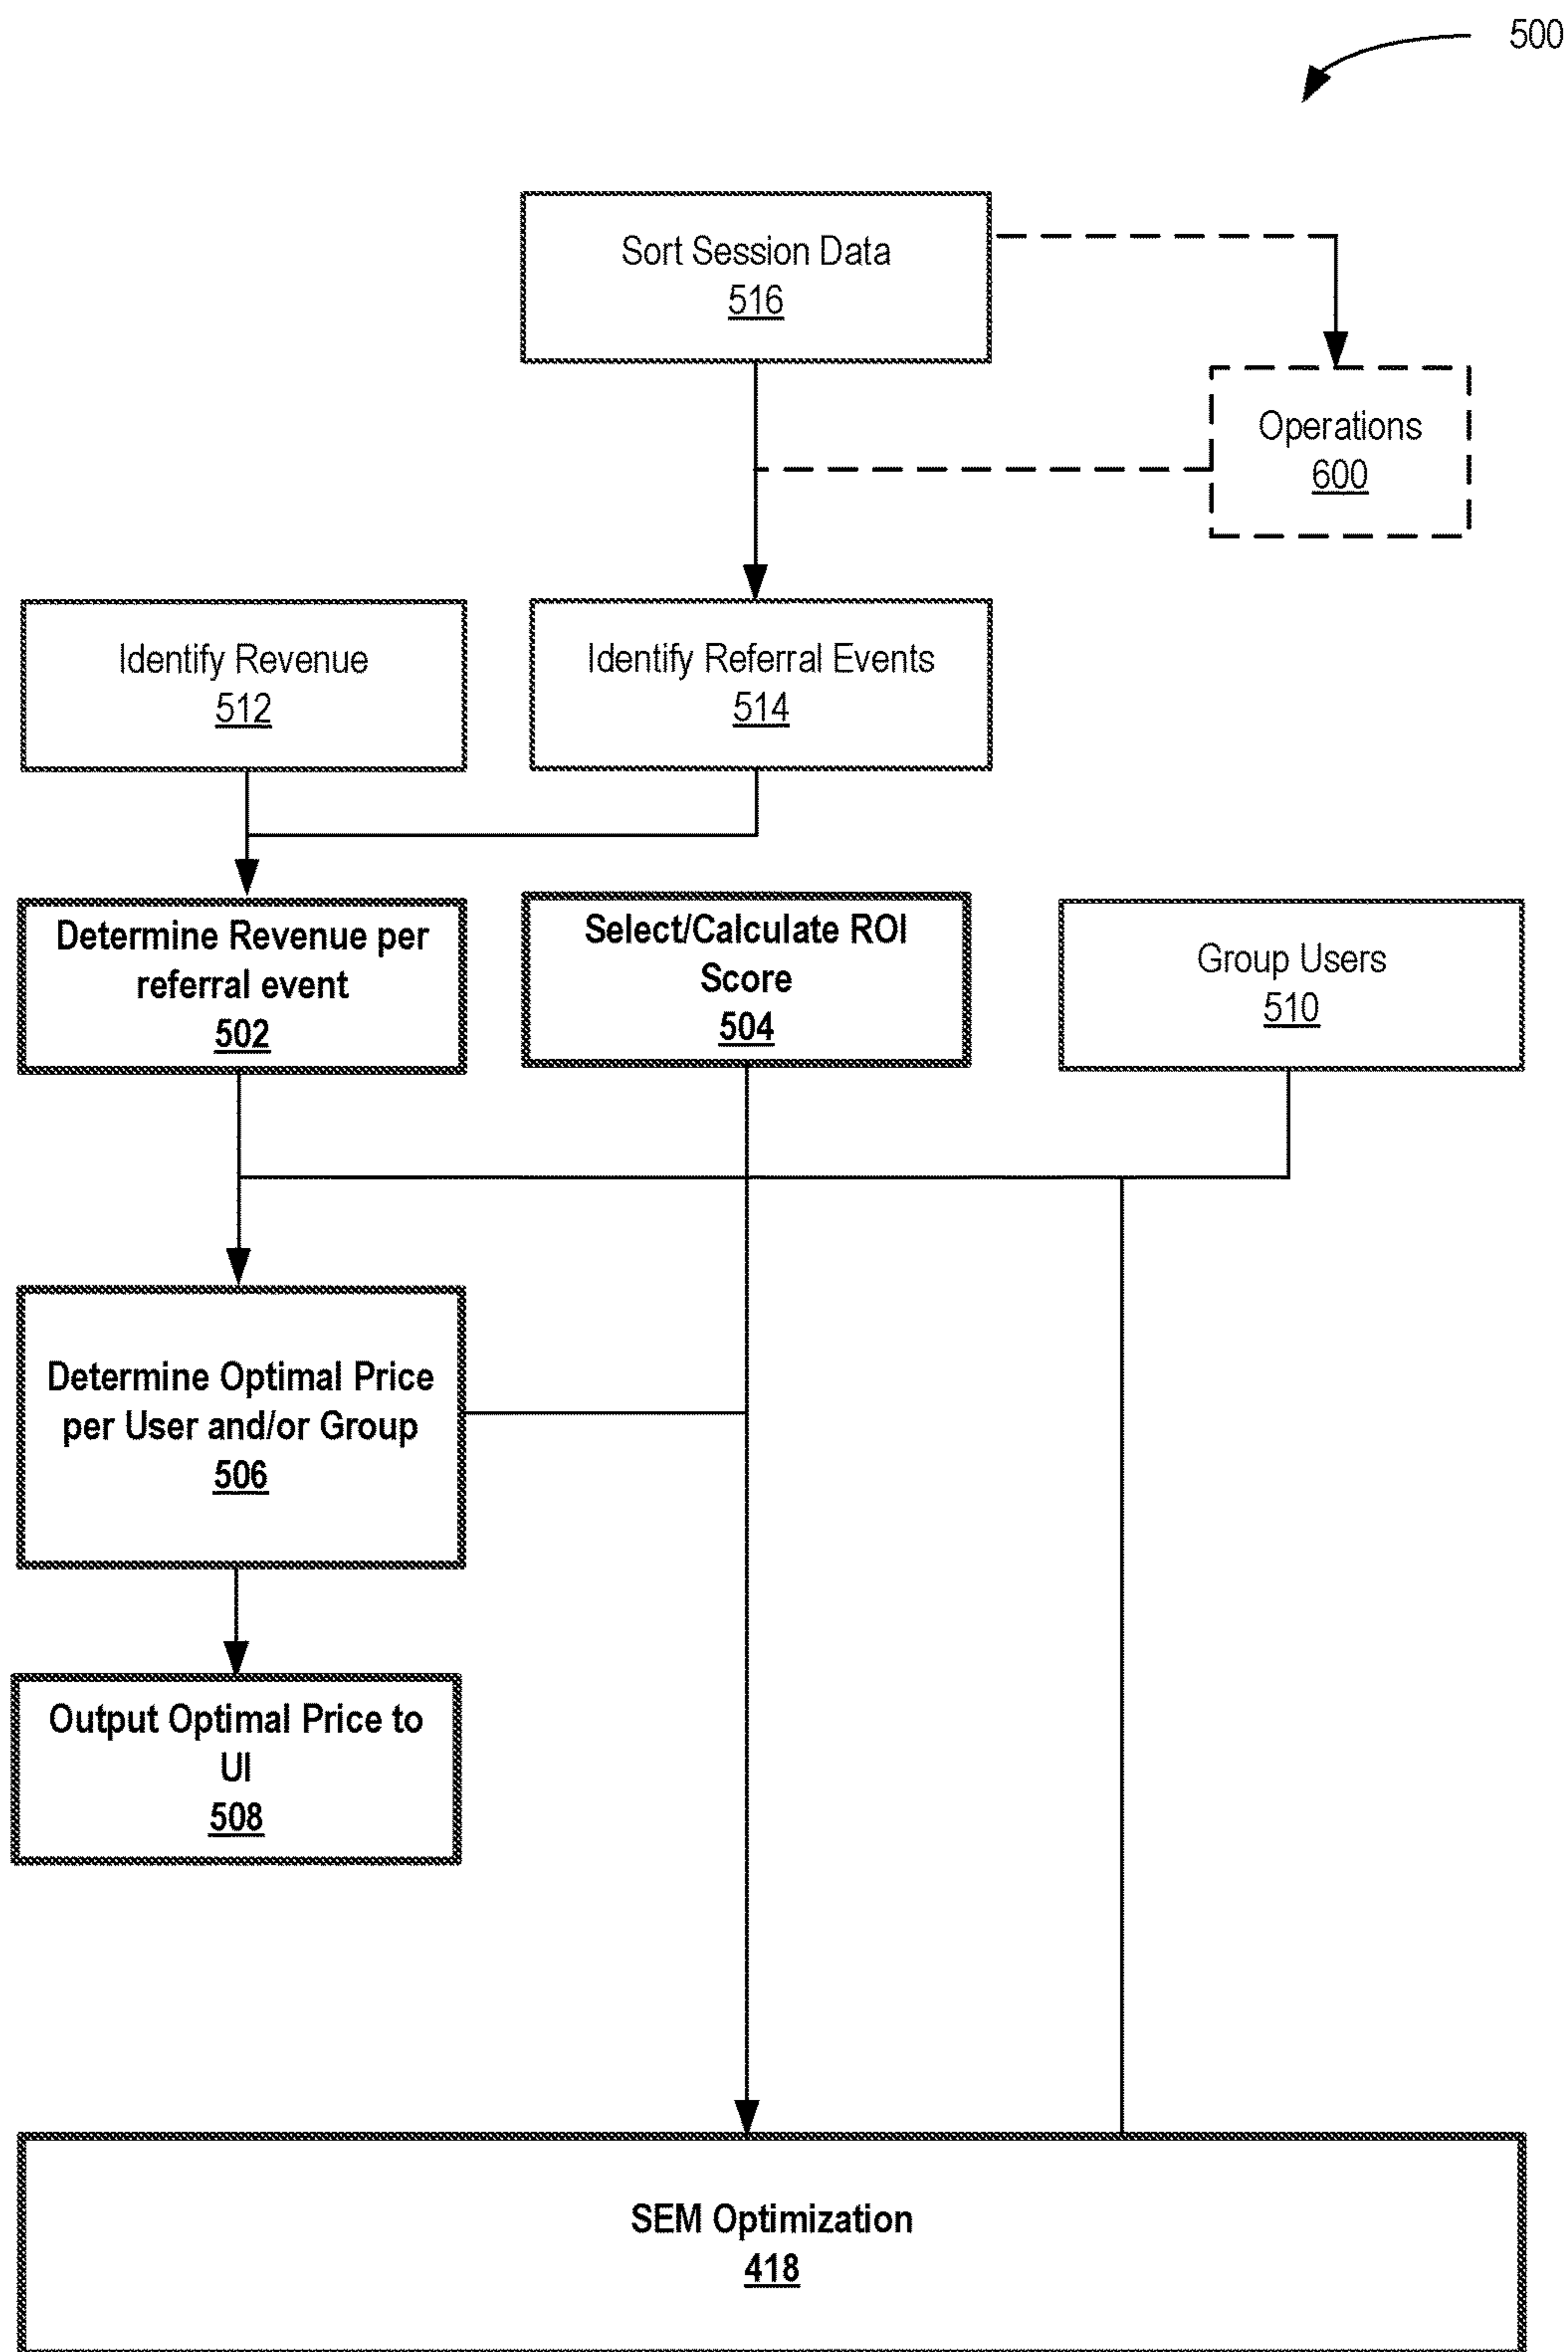 500
Sort Session Data
516
Operations
600
Identify Revenue
512
Identify Referral Events
514
Determine Revenue per
referral event
502
Select/Calculate ROI
Score
504
Group Users
510
Determine Optimal Price
per User and/or Group
506
Output Optimal Price to
UI
508
SEM Optimization
418